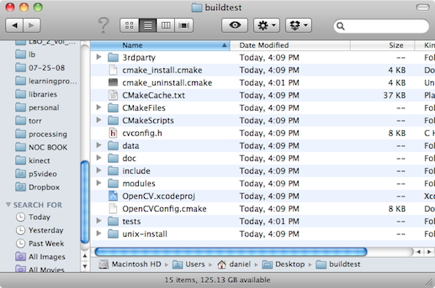 buildtest
LBO_2_vol_
lb
07-25-08
learningpro...
libraries
personal
torr
processing
NOC BOOK
kinect
p5video
Dropbox
SEARCH FOR
Today
Yesterday
Past Week
All Images
All Movies
Name Date Modified Size Kin
3rdparty Today, 4:09 PM -- Fol
cmake_install.cmake Today, 4:09 PM 4 KB Do
cmake_uninstall.cmake Today, 4:01 PM 4 KB Do
CMakeCache.txt Today, 4:09 PM 37 KB Pla
CMakeFiles Today, 4:09 PM -- Fol
CMakeScripts Today, 4:09 PM -- Fol
cvconfig.h Today, 4:09 PM 8 KB C H
data Today, 4:09 PM -- Fol
doc Today, 4:09 PM -- Fol
include Today, 4:09 PM -- Fol
modules Today, 4:09 PM -- Fol
OpenCV.xcodeproj Today, 4:09 PM -- Xco
OpenCVConfig.cmake Today, 4:09 PM 8 KB Do
tests Today, 4:01 PM -- Fol
unix-install Today, 4:09 PM -- Fol
Macintosh HD Users daniel Desktop buildtest
15 items, 125.13 GB available